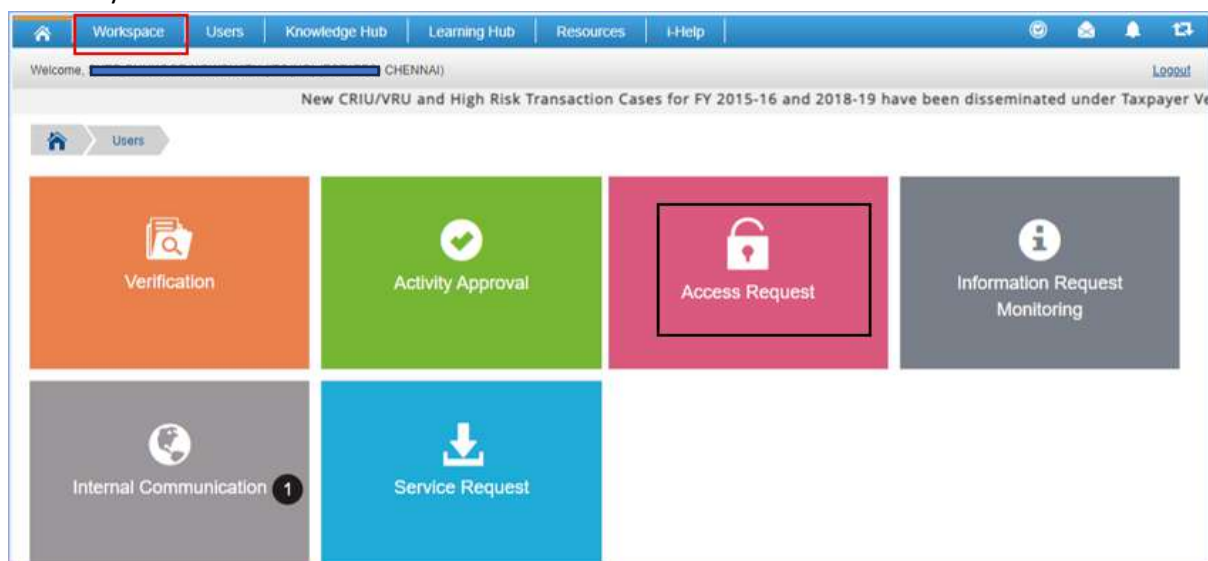 Workspace Users Knowledge Hub Learning Hub Resources i-Help
Welcome, CHENNAI)
Logout
New CRIU/VRU and High Risk Transaction Cases for FY 2015-16 and 2018-19 have been disseminated under Taxpayer Ve
Users
Verification
Activity Approval
Access Request
Information Request
Monitoring
Internal Communication 1
Service Request